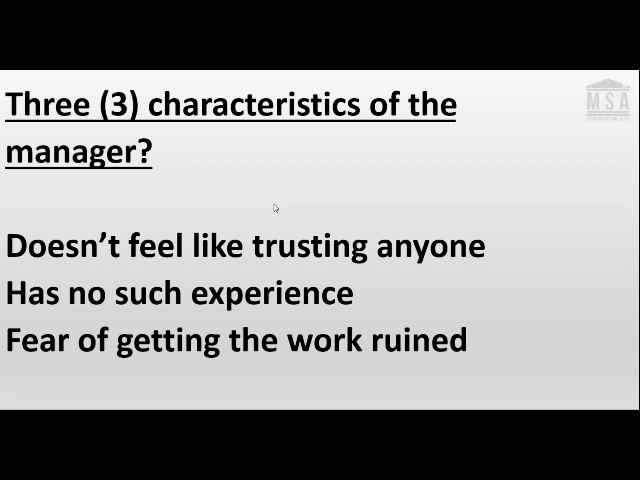 Three (3) characteristics of the
manager?
MSA
Doesn't feel like trusting anyone
Has no such experience
Fear of getting the work ruined